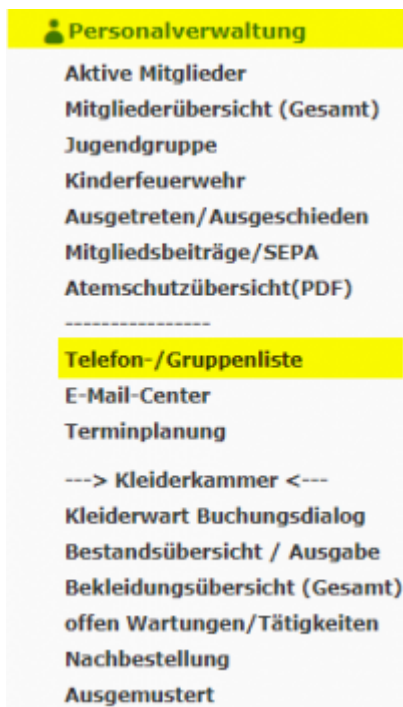 Personalverwaltung
Aktive Mitglieder
Mitgliederübersicht (Gesamt)
Jugendgruppe
Kinderfeuerwehr
Ausgetreten/Ausgeschieden
Mitgliedsbeiträge/SEPA
Atemschutzübersicht(PDF)
----------------
Telefon-/Gruppenliste
E-Mail-Center
Terminplanung
---> Kleiderkammer <---
Kleiderwart Buchungsdialog
Bestandsübersicht / Ausgabe
Bekleidungsübersicht (Gesamt)
offen Wartungen/Tätigkeiten
Nachbestellung
Ausgemustert